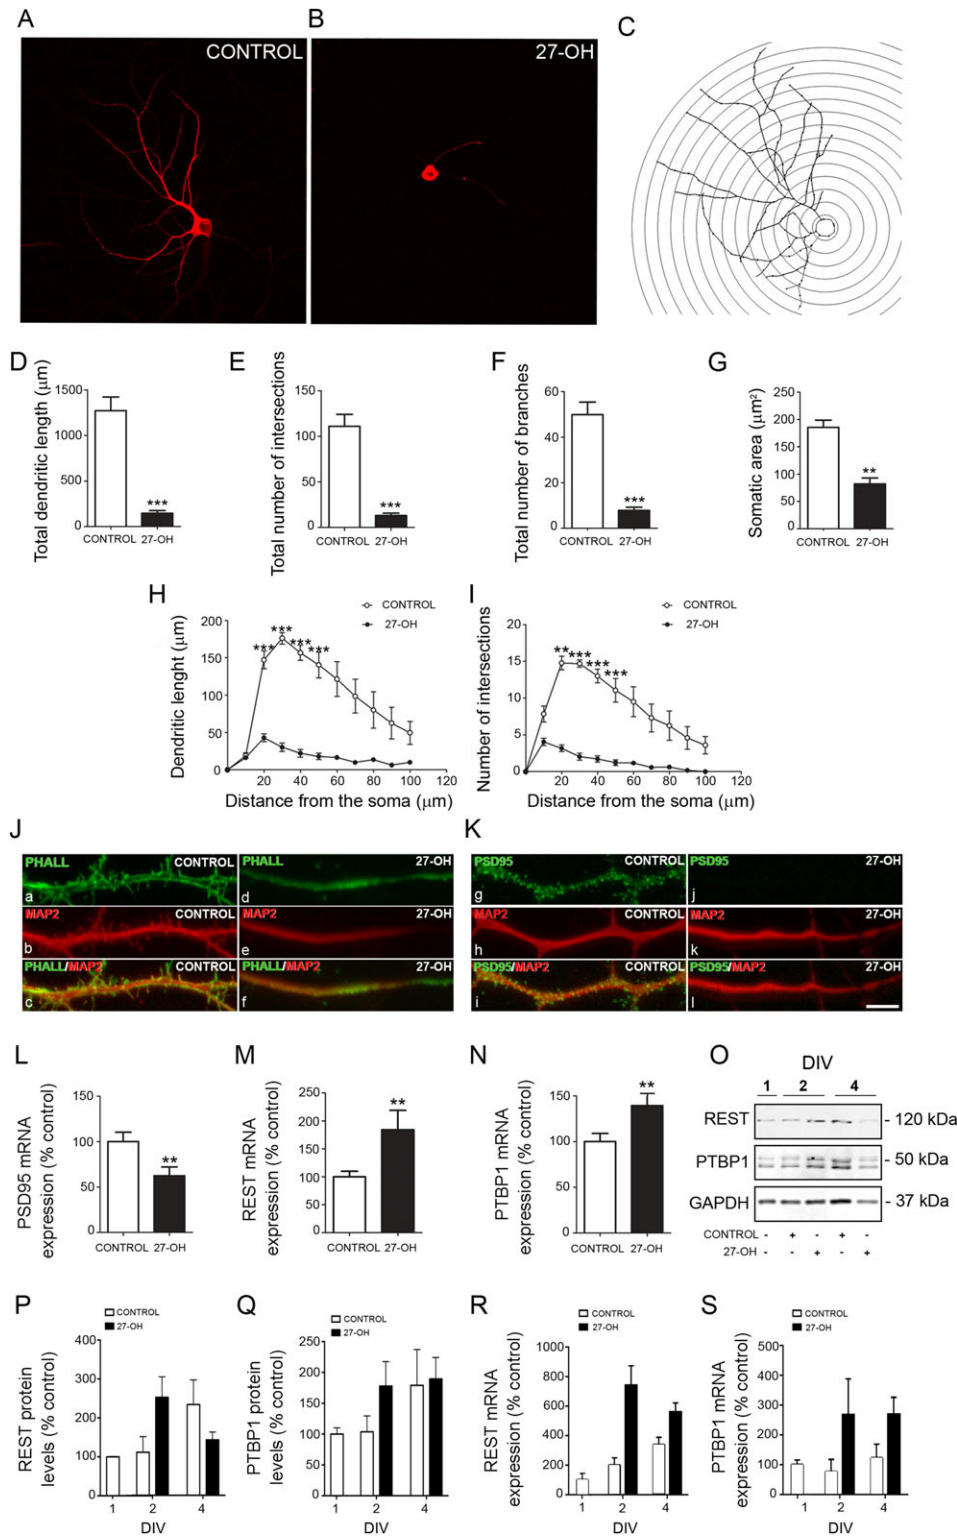 A
B
C
CONTROL
27-OH
D
E
F
G
Total dendritic length (μm)
1500
1000
500
0
***
CONTROL 27-OH
Total number of intersections
150
100
50
0
***
CONTROL 27-OH
Total number of branches
60
40
20
0
***
CONTROL 27-OH
Somatic area (μm²)
250
200
150
100
50
0
**
CONTROL 27-OH
H
I
CONTROL
27-OH
Dendritic lenght (μm)
200
150
100
50
0
*** *** *** ***
20 40 60 80 100 120
Distance from the soma (μm)
CONTROL
27-OH
Number of intersections
20
15
10
5
0
** *** *** ***
0 20 40 60 80 100 120
Distance from the soma (μm)
J
K
PHALL CONTROL
a
PHALL 27-OH
d
MAP2 CONTROL
b
MAP2 27-OH
e
PHALL/MAP2 CONTROL
c
PHALL/MAP2 27-OH
f
PSD95 CONTROL
g
PSD95 27-OH
j
MAP2 CONTROL
h
MAP2 27-OH
k
PSD95/MAP2 CONTROL
i
PSD95/MAP2 27-OH
l
L
M
N
O
PSD95 mRNA
expression (% control)
150
100
50
0
**
CONTROL 27-OH
REST mRNA
expression (% control)
250
200
150
100
50
0
**
CONTROL 27-OH
PTBP1 mRNA
expression (% control)
150
100
50
0
**
CONTROL 27-OH
DIV
1 2 4
REST - 120 kDa
PTBP1 - 50 kDa
GAPDH - 37 kDa
CONTROL - + - + -
27-OH - - + - +
P
Q
R
S
CONTROL
27-OH
REST protein
levels (% control)
400
300
200
100
0
1 2 4
DIV
CONTROL
27-OH
PTBP1 protein
levels (% control)
250
200
150
100
50
0
1 2 4
DIV
CONTROL
27-OH
REST mRNA
expression (% control)
1000
800
600
400
200
0
1 2 4
DIV
CONTROL
27-OH
PTBP1 mRNA
expression (% control)
500
400
300
200
100
0
1 2 4
DIV